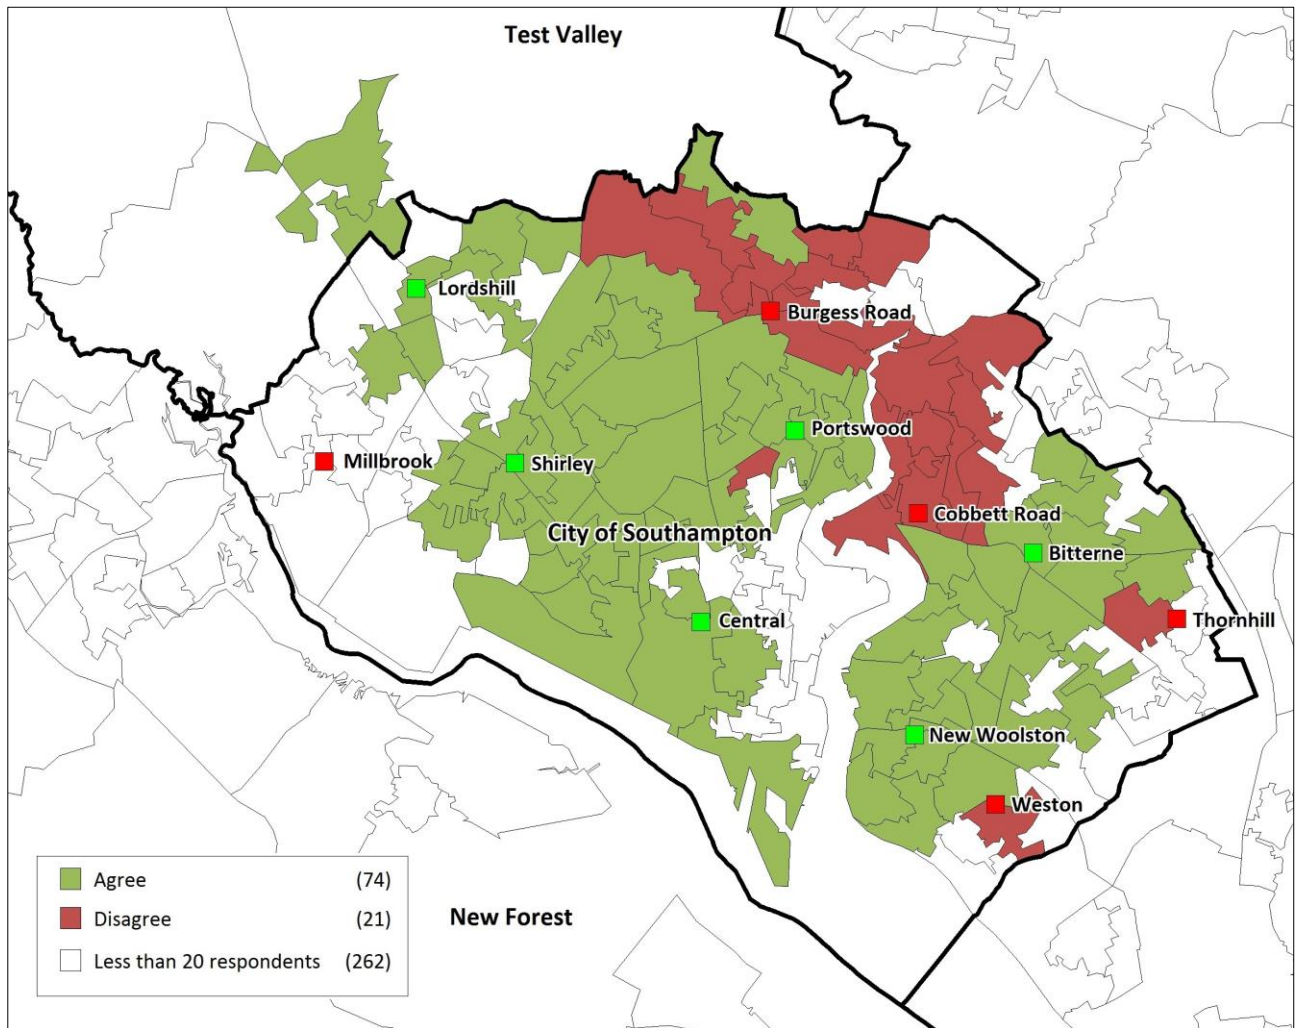 Test Valley
Lordshill
Burgess Road
Portswood
Millbrook
Shirley
Cobbett Road
City of Southampton
Bitterne
Central
Thornhill
New Woolston
Weston
Agree (74)
Disagree (21)
Less than 20 respondents (262)
New Forest